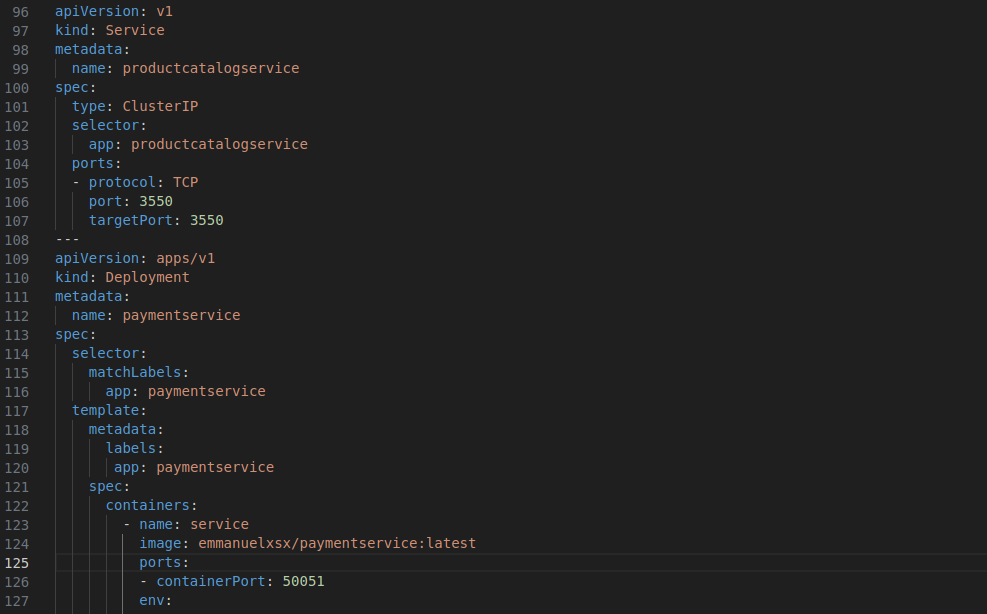 96 apiVersion: v1
97 kind: Service
98 metadata:
99   name: productcatalogservice
100 spec:
101   type: ClusterIP
102   selector:
103     app: productcatalogservice
104   ports:
105   - protocol: TCP
106     port: 3550
107     targetPort: 3550
108 ---
109 apiVersion: apps/v1
110 kind: Deployment
111 metadata:
112   name: paymentservice
113 spec:
114   selector:
115     matchLabels:
116       app: paymentservice
117   template:
118     metadata:
119       labels:
120        app: paymentservice
121     spec:
122       containers:
123         - name: service
124           image: emmanuelxsx/paymentservice:latest
125           ports:
126           - containerPort: 50051
127           env: